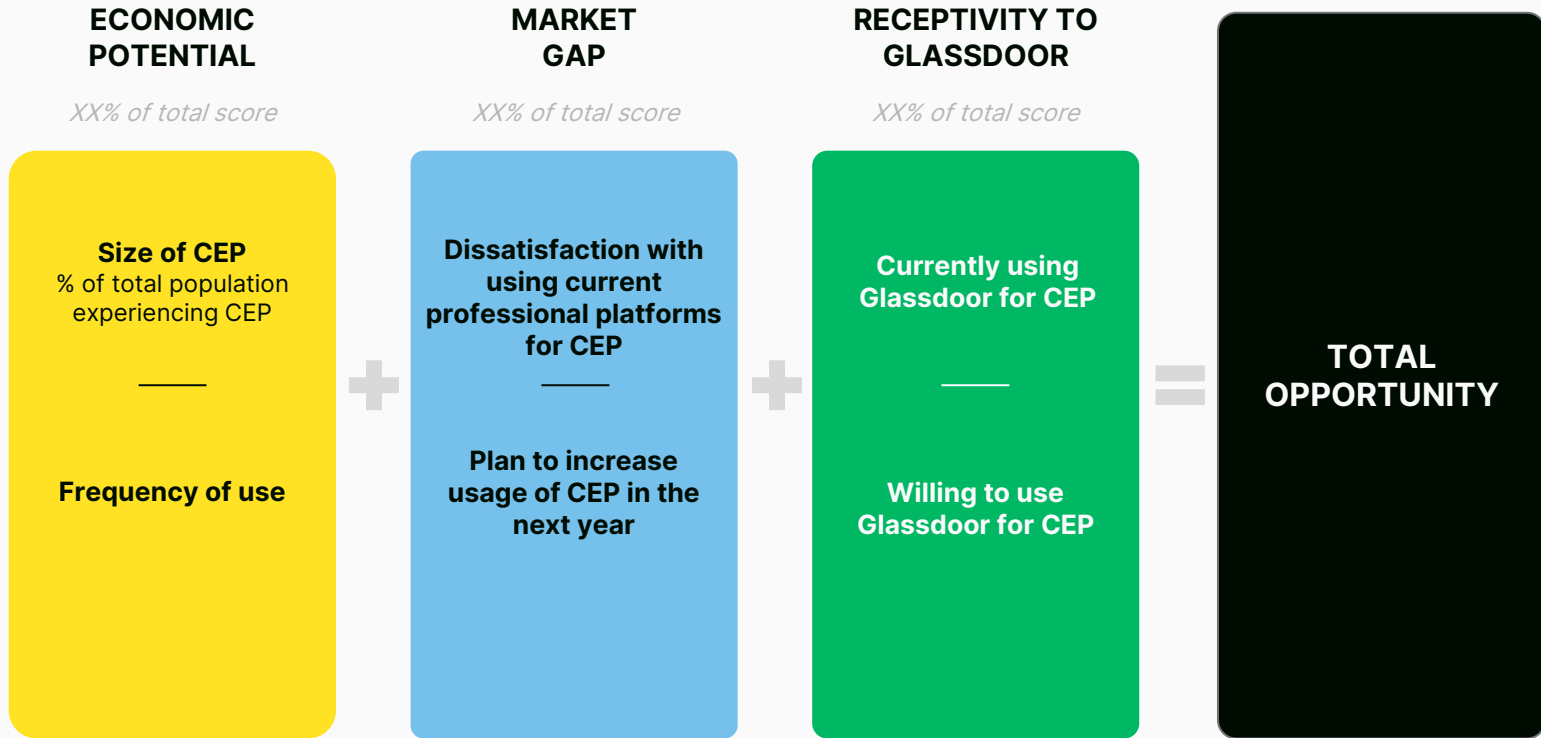 ECONOMIC
POTENTIAL
XX% of total score
Size of CEP
% of total population
experiencing CEP
Frequency of use
MARKET
GAP
XX% of total score
Dissatisfaction with
using current
professional platforms
for CEP
Plan to increase
usage of CEP in the
next year
RECEPTIVITY TO
GLASSDOOR
XX% of total score
Currently using
Glassdoor for CEP
Willing to use
Glassdoor for CEP
TOTAL
OPPORTUNITY